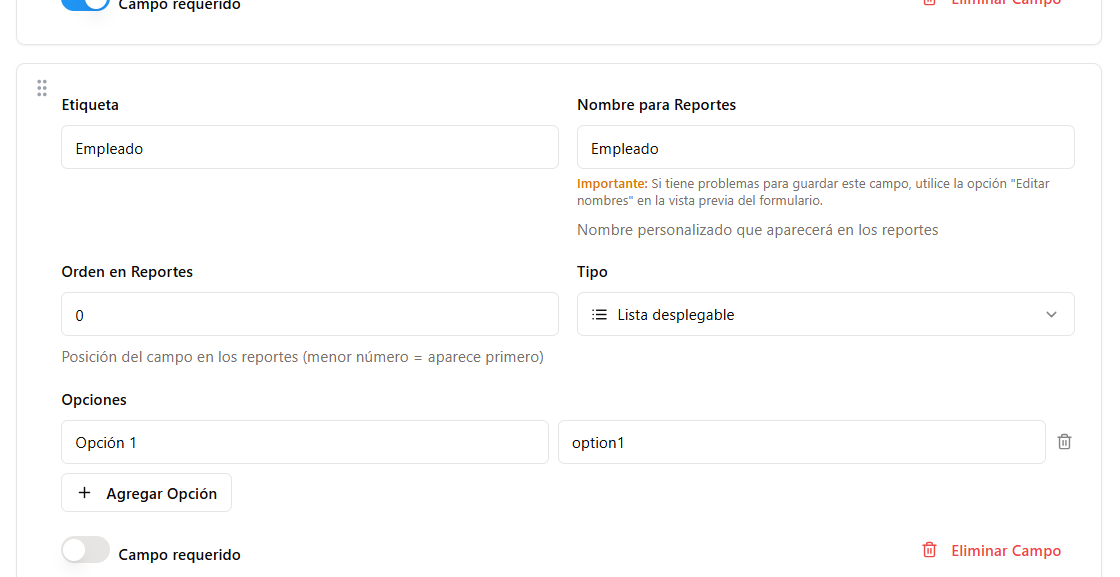 Campo requerido
Eliminar Campo
Etiqueta
Nombre para Reportes
Empleado
Empleado
Importante: Si tiene problemas para guardar este campo, utilice la opción "Editar
nombres" en la vista previa del formulario.
Nombre personalizado que aparecerá en los reportes
Orden en Reportes
Tipo
0
Lista desplegable
Posición del campo en los reportes (menor número = aparece primero)
Opciones
Opción 1
option1
Agregar Opción
Campo requerido
Eliminar Campo